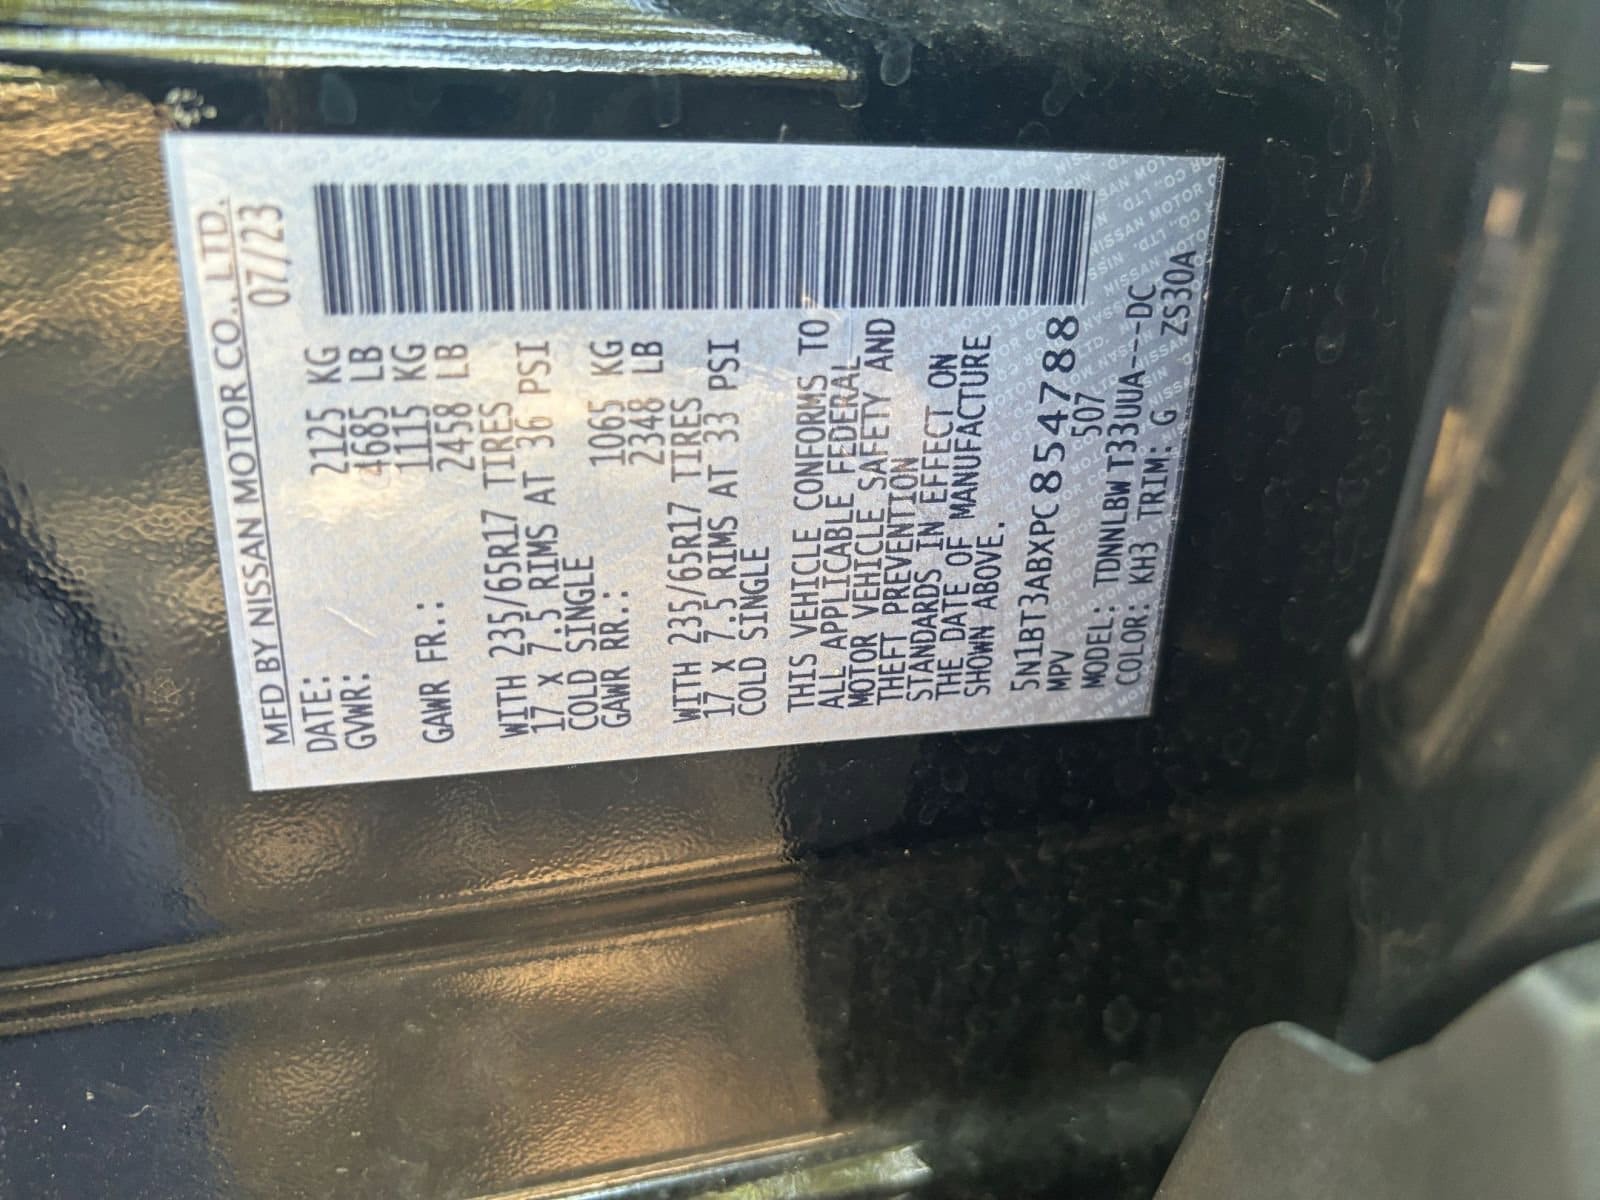 MFD BY NISSAN MOTOR CO., LTD.
DATE: 07/23
GVWR: 2125 KG
4685 LB
GAWR FR.: 1115 KG
2458 LB
WITH 235/65R17 TIRES
17 X 7.5 RIMS AT 36 PSI
COLD SINGLE
GAWR RR.: 1065 KG
2348 LB
WITH 235/65R17 TIRES
17 X 7.5 RIMS AT 33 PSI
COLD SINGLE
THIS VEHICLE CONFORMS TO
ALL APPLICABLE FEDERAL
MOTOR VEHICLE SAFETY AND
THEFT PREVENTION
STANDARDS IN EFFECT ON
THE DATE OF MANUFACTURE
SHOWN ABOVE.
5N1BT3ABXPC854788
MPV 507
MODEL: TDNNLBW T33UUA---DC
COLOR: KH3 TRIM: G ZS30A